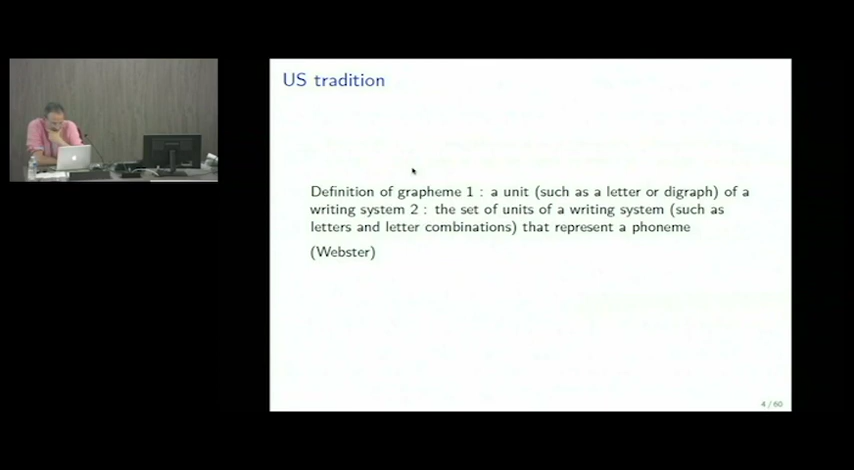 US tradition
Definition of grapheme 1 : a unit (such as a letter or digraph) of a
writing system 2 : the set of units of a writing system (such as
letters and letter combinations) that represent a phoneme
(Webster)
4 / 60